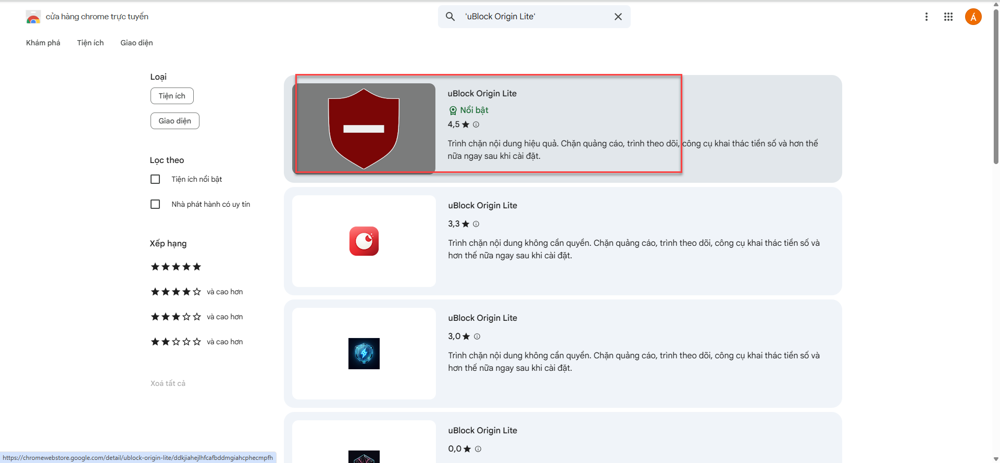 cửa hàng chrome trực tuyến
'uBlock Origin Lite'
Á
Khám phá
Tiện ích
Giao diện
Loại
Tiện ích
Giao diện
Lọc theo
Tiện ích nổi bật
Nhà phát hành có uy tín
Xếp hạng
và cao hơn
và cao hơn
và cao hơn
Xoá tất cả
uBlock Origin Lite
Nổi bật
4,5
Trình chặn nội dung hiệu quả. Chặn quảng cáo, trình theo dõi, công cụ khai thác tiền số và hơn thế
nữa ngay sau khi cài đặt.
uBlock Origin Lite
3,3
Trình chặn nội dung không cần quyền. Chặn quảng cáo, trình theo dõi, công cụ khai thác tiền số và
hơn thế nữa ngay sau khi cài đặt.
uBlock Origin Lite
3,0
Trình chặn nội dung không cần quyền. Chặn quảng cáo, trình theo dõi, công cụ khai thác tiền số và
hơn thế nữa ngay sau khi cài đặt.
uBlock Origin Lite
0,0
https://chromewebstore.google.com/detail/ublock-origin-lite/ddkjiahejlhfcafbddmgiahcphecmpfh